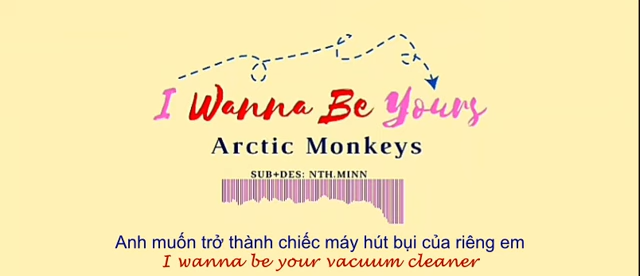 I Wanna Be Yours
Arctic Monkeys
SUB+DES: NTH.MINN
Anh muốn trở thành chiếc máy hút bụi của riêng em
I wanna be your vacuum cleaner